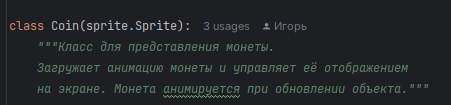 class Coin(sprite.Sprite): 3 usages Игорь
"""Класс для представления монеты.
Загружает анимацию монеты и управляет её отображением
на экране. Монета анимируется при обновлении объекта."""